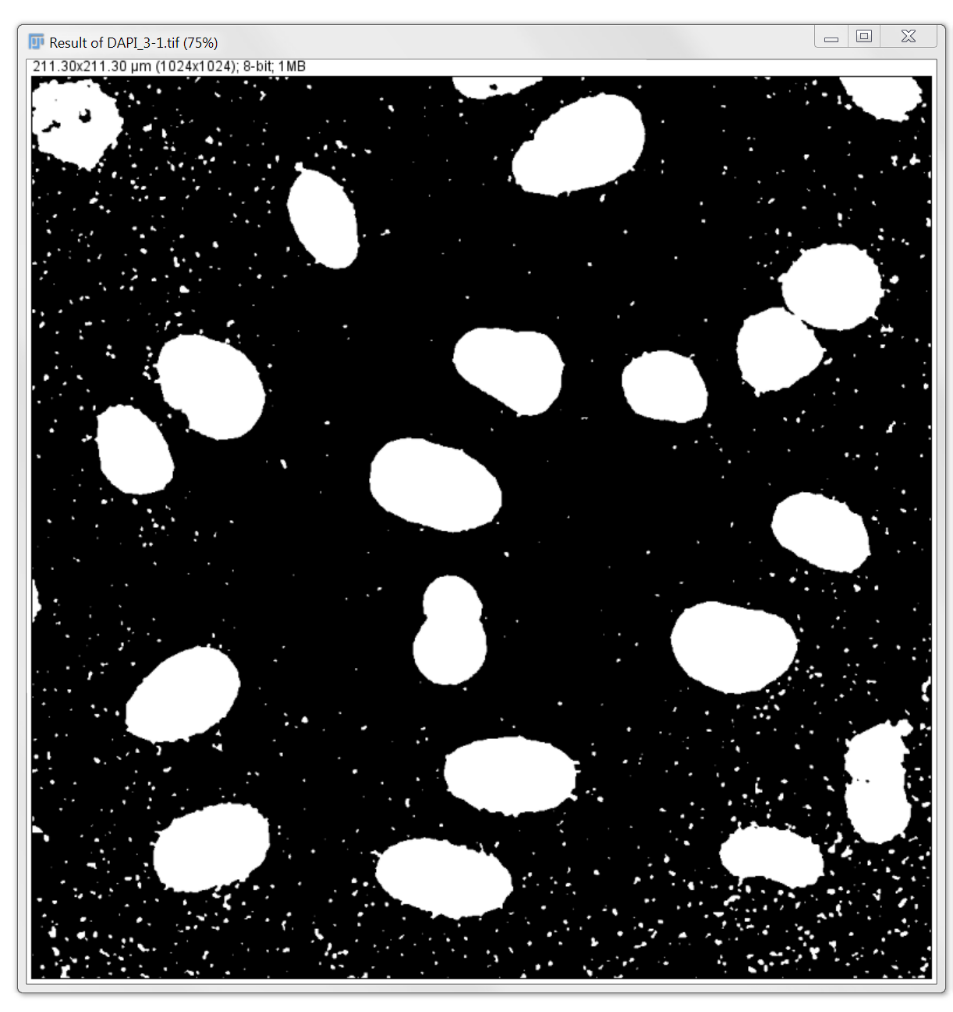 Result of DAPI_3-1.tif (75%)
211.30x211.30 µm (1024x1024); 8-bit; 1MB